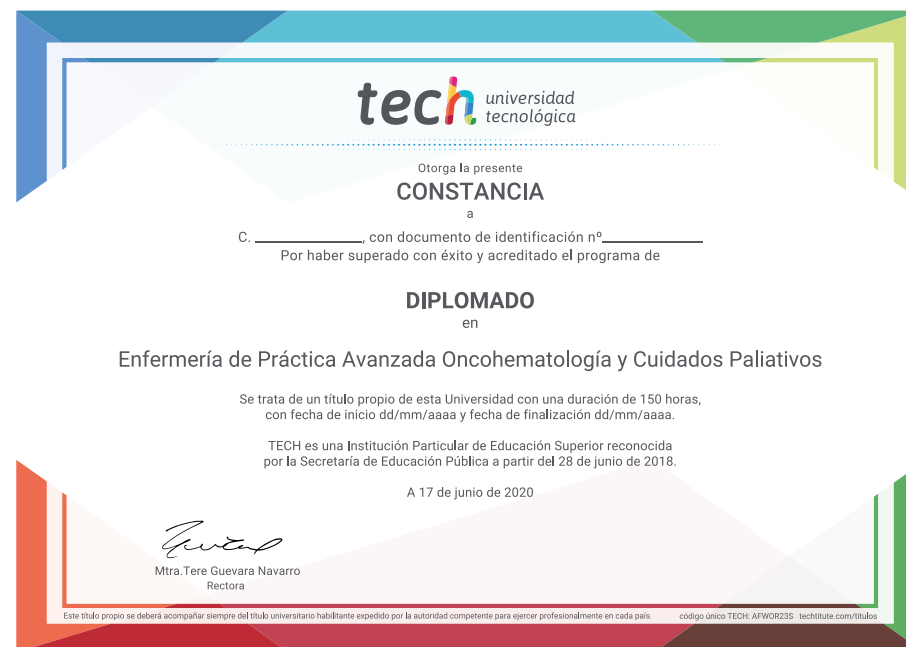 tech universidad
tecnológica
Otorga la presente
CONSTANCIA
a
C. ____________, con documento de identificación nº____________
Por haber superado con éxito y acreditado el programa de
DIPLOMADO
en
Enfermería de Práctica Avanzada Oncohematología y Cuidados Paliativos
Se trata de un título propio de esta Universidad con una duración de 150 horas,
con fecha de inicio dd/mm/aaaa y fecha de finalización dd/mm/aaaa.
TECH es una Institución Particular de Educación Superior reconocida
por la Secretaría de Educación Pública a partir del 28 de junio de 2018.
A 17 de junio de 2020
Mtra.Tere Guevara Navarro
Rectora
Este título propio se deberá acompañar siempre del título universitario habilitante expedido por la autoridad competente para ejercer profesionalmente en cada país. código único TECH: AFWOR23S techtitute.com/titulos